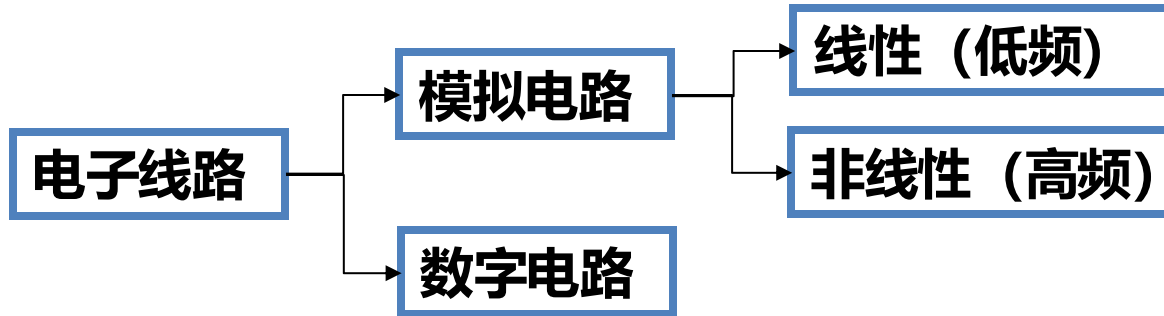 线性（低频）
模拟电路
非线性（高频）
电子线路
数字电路